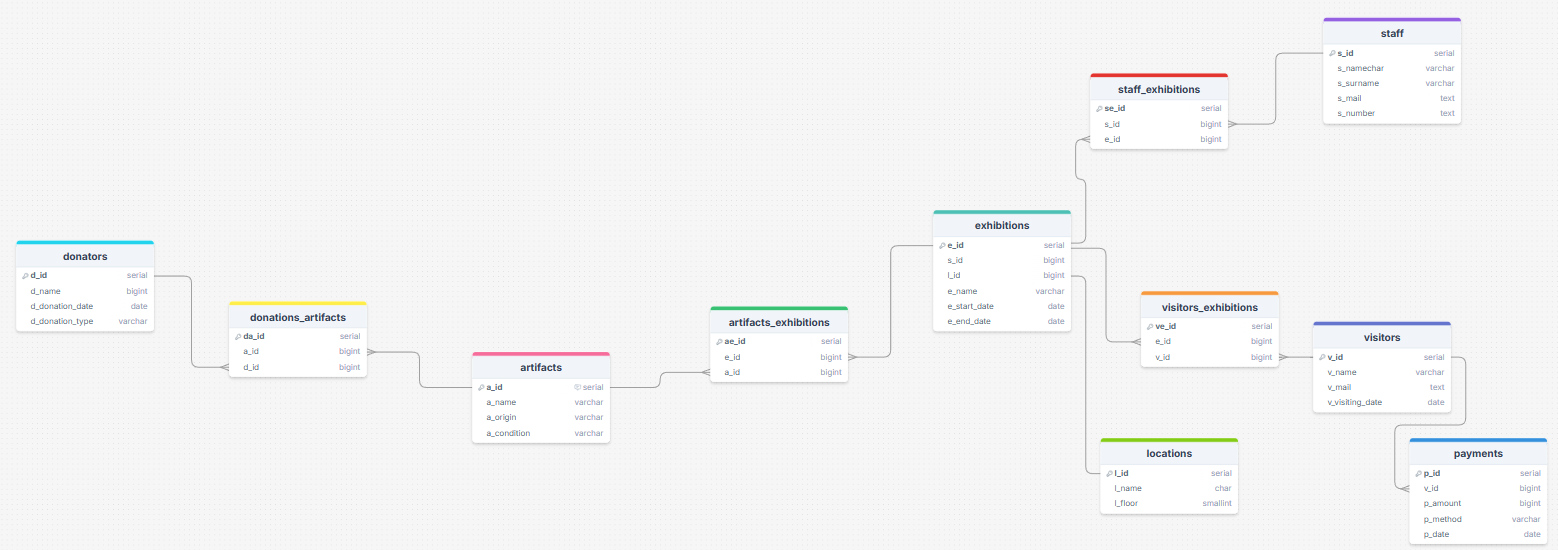 staff
s_id serial
s_namechar varchar
s_surname varchar
s_mail text
s_number text
staff_exhibitions
se_id serial
s_id bigint
e_id bigint
exhibitions
e_id serial
s_id bigint
l_id bigint
e_name varchar
e_start_date date
e_end_date date
donators
d_id serial
d_name bigint
d_donation_date date
d_donation_type varchar
donations_artifacts
da_id serial
a_id bigint
d_id bigint
artifacts
a_id serial
a_name varchar
a_origin varchar
a_condition varchar
artifacts_exhibitions
ae_id serial
e_id bigint
a_id bigint
visitors_exhibitions
ve_id serial
e_id bigint
v_id bigint
visitors
v_id serial
v_name varchar
v_mail text
v_visiting_date date
locations
l_id serial
l_name char
l_floor smallint
payments
p_id serial
v_id bigint
p_amount bigint
p_method varchar
p_date date